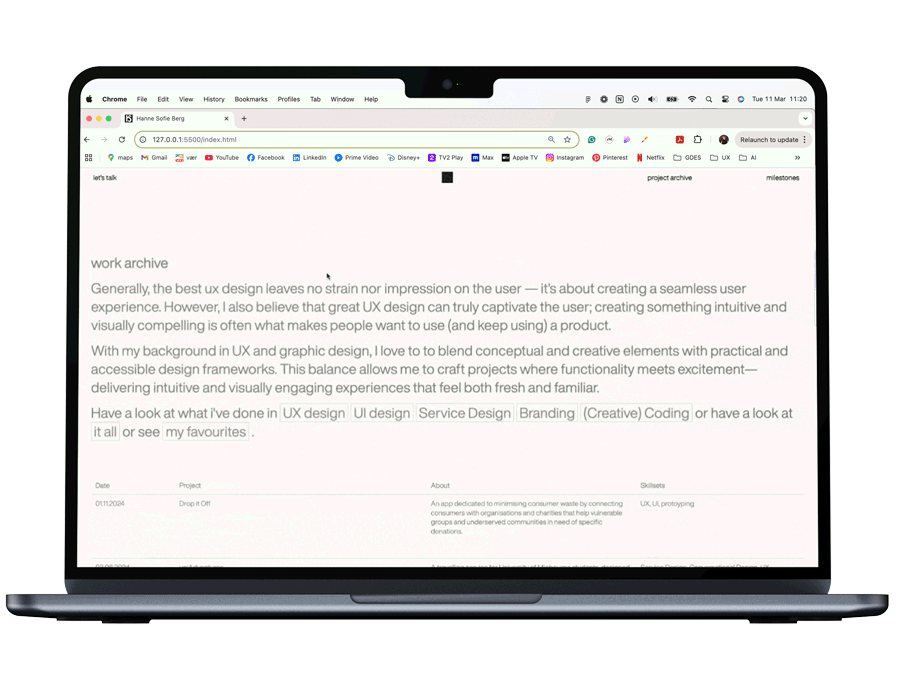 Chrome File Edit View History Bookmarks Profiles Tab Window Help Tue 11 Mar 11:20
Hanne Sofie Berg
127.0.0.1:5500/index.html Relaunch to update
maps Gmail vær YouTube Facebook LinkedIn Prime Video Disney+ TV2 Play Max Apple TV Instagram Pinterest Netflix GDES UX AI
let's talk project archive milestones
work archive
Generally, the best ux design leaves no strain nor impression on the user — it's about creating a seamless user
experience. However, I also believe that great UX design can truly captivate the user; creating something intuitive and
visually compelling is often what makes people want to use (and keep using) a product.
With my background in UX and graphic design, I love to to blend conceptual and creative elements with practical and
accessible design frameworks. This balance allows me to craft projects where functionality meets excitement—
delivering intuitive and visually engaging experiences that feel both fresh and familiar.
Have a look at what i've done in UX design UI design Service Design Branding (Creative) Coding or have a look at
it all or see my favourites .
Date Project About Skillsets
01.11.2024 Drop It Off! An app dedicated to minimising consumer waste by connecting UX, UI, protoyping
consumers with organisations and charities that help vulnerable
groups and underserved communities in need of specific
donations.